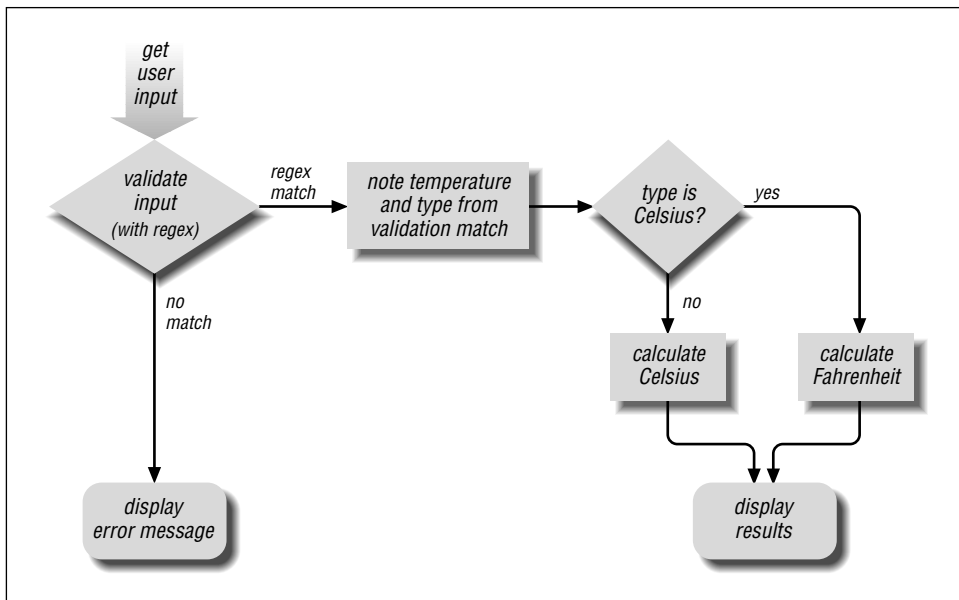 get
user
input
validate
input
(with regex)
regex
match
note temperature
and type from
validation match
type is
Celsius?
yes
no
match
no
calculate
Celsius
calculate
Fahrenheit
display
error message
display
results